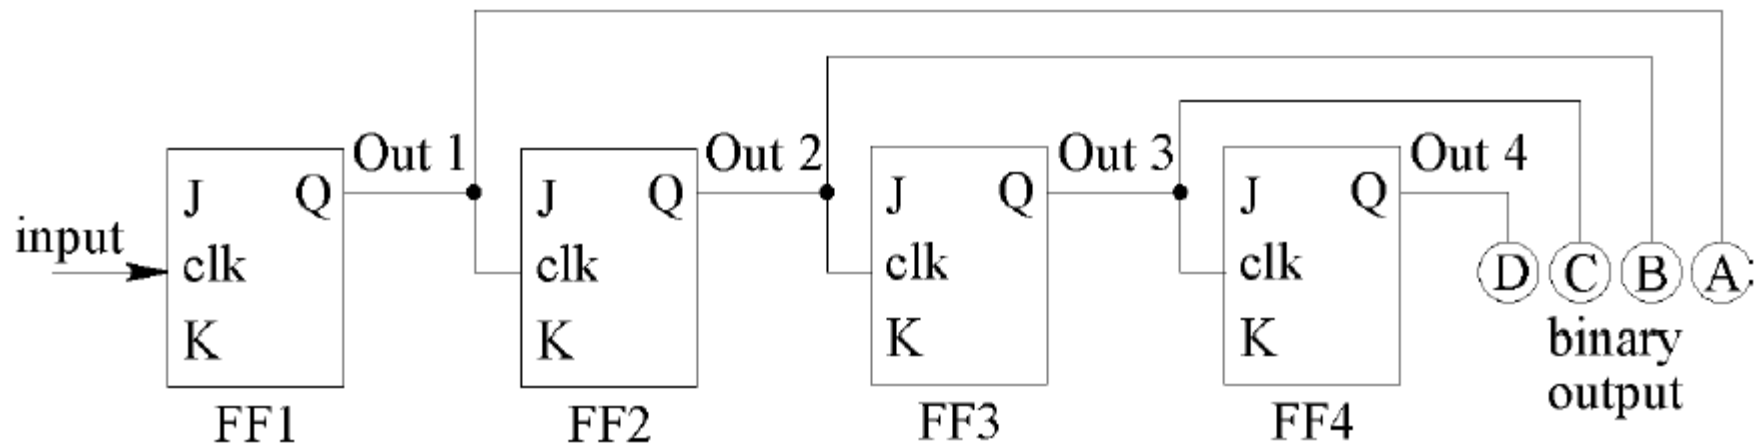 Out 1 Out 2 Out 3 Out 4
J Q J Q J Q J Q
input
clk clk clk clk D C B A:
K K K K binary
output
FF1 FF2 FF3 FF4